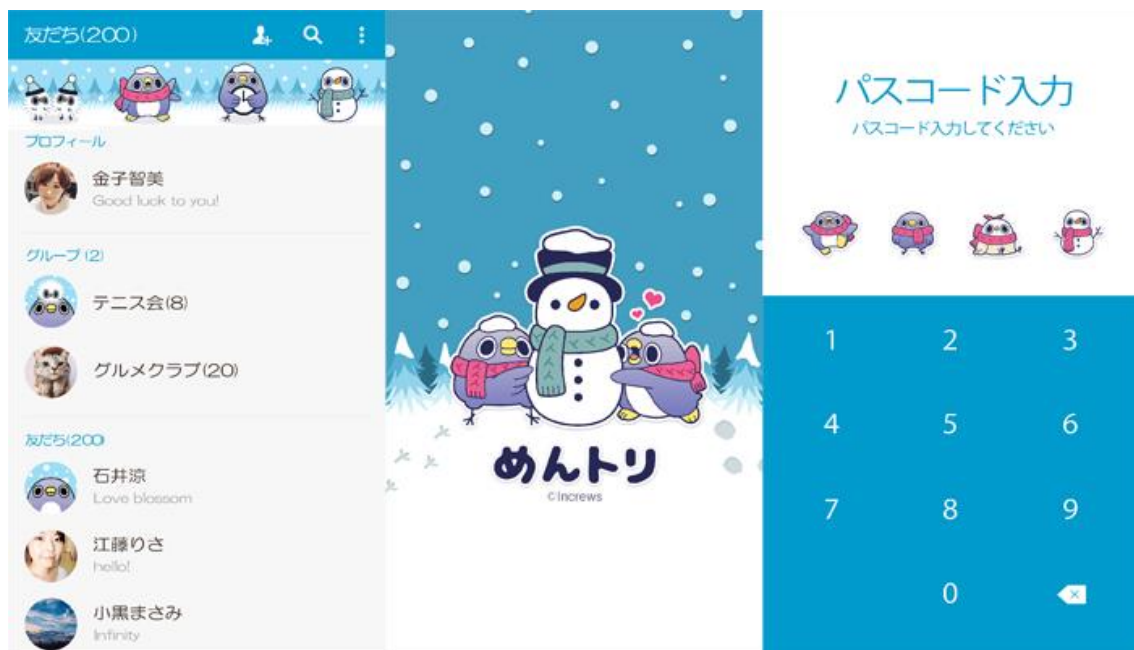 友だち(200)
プロフィール
金子智美
Good luck to you!
グループ (2)
テニス会(8)
グルメクラブ(20)
友だち(200)
石井涼
Love blossom
江藤りさ
hello!
小黒まさみ
Infinity
めんトリ
©Increws
パスコード入力
パスコード入力してください
1 2 3
4 5 6
7 8 9
0